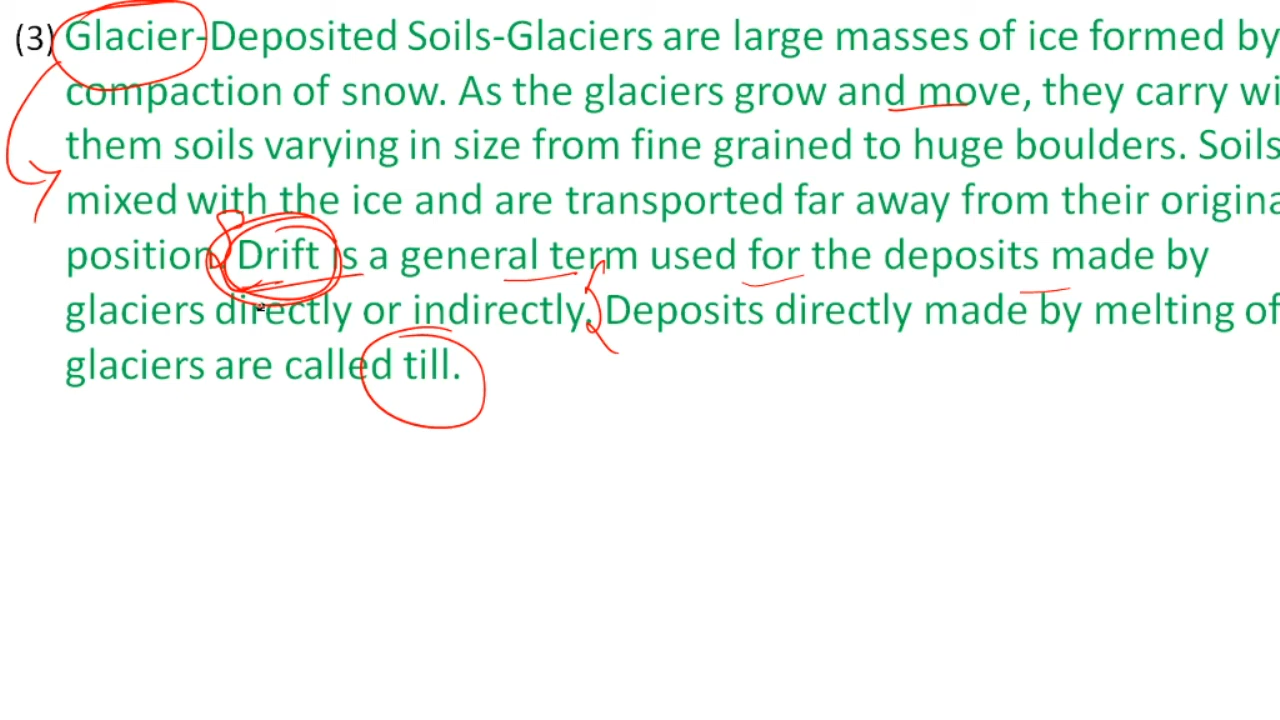 (3) Glacier-Deposited Soils-Glaciers are large masses of ice formed by
compaction of snow. As the glaciers grow and move, they carry wi
them soils varying in size from fine grained to huge boulders. Soils
mixed with the ice and are transported far away from their origina
position. Drift is a general term used for the deposits made by
glaciers directly or indirectly. Deposits directly made by melting of
glaciers are called till.